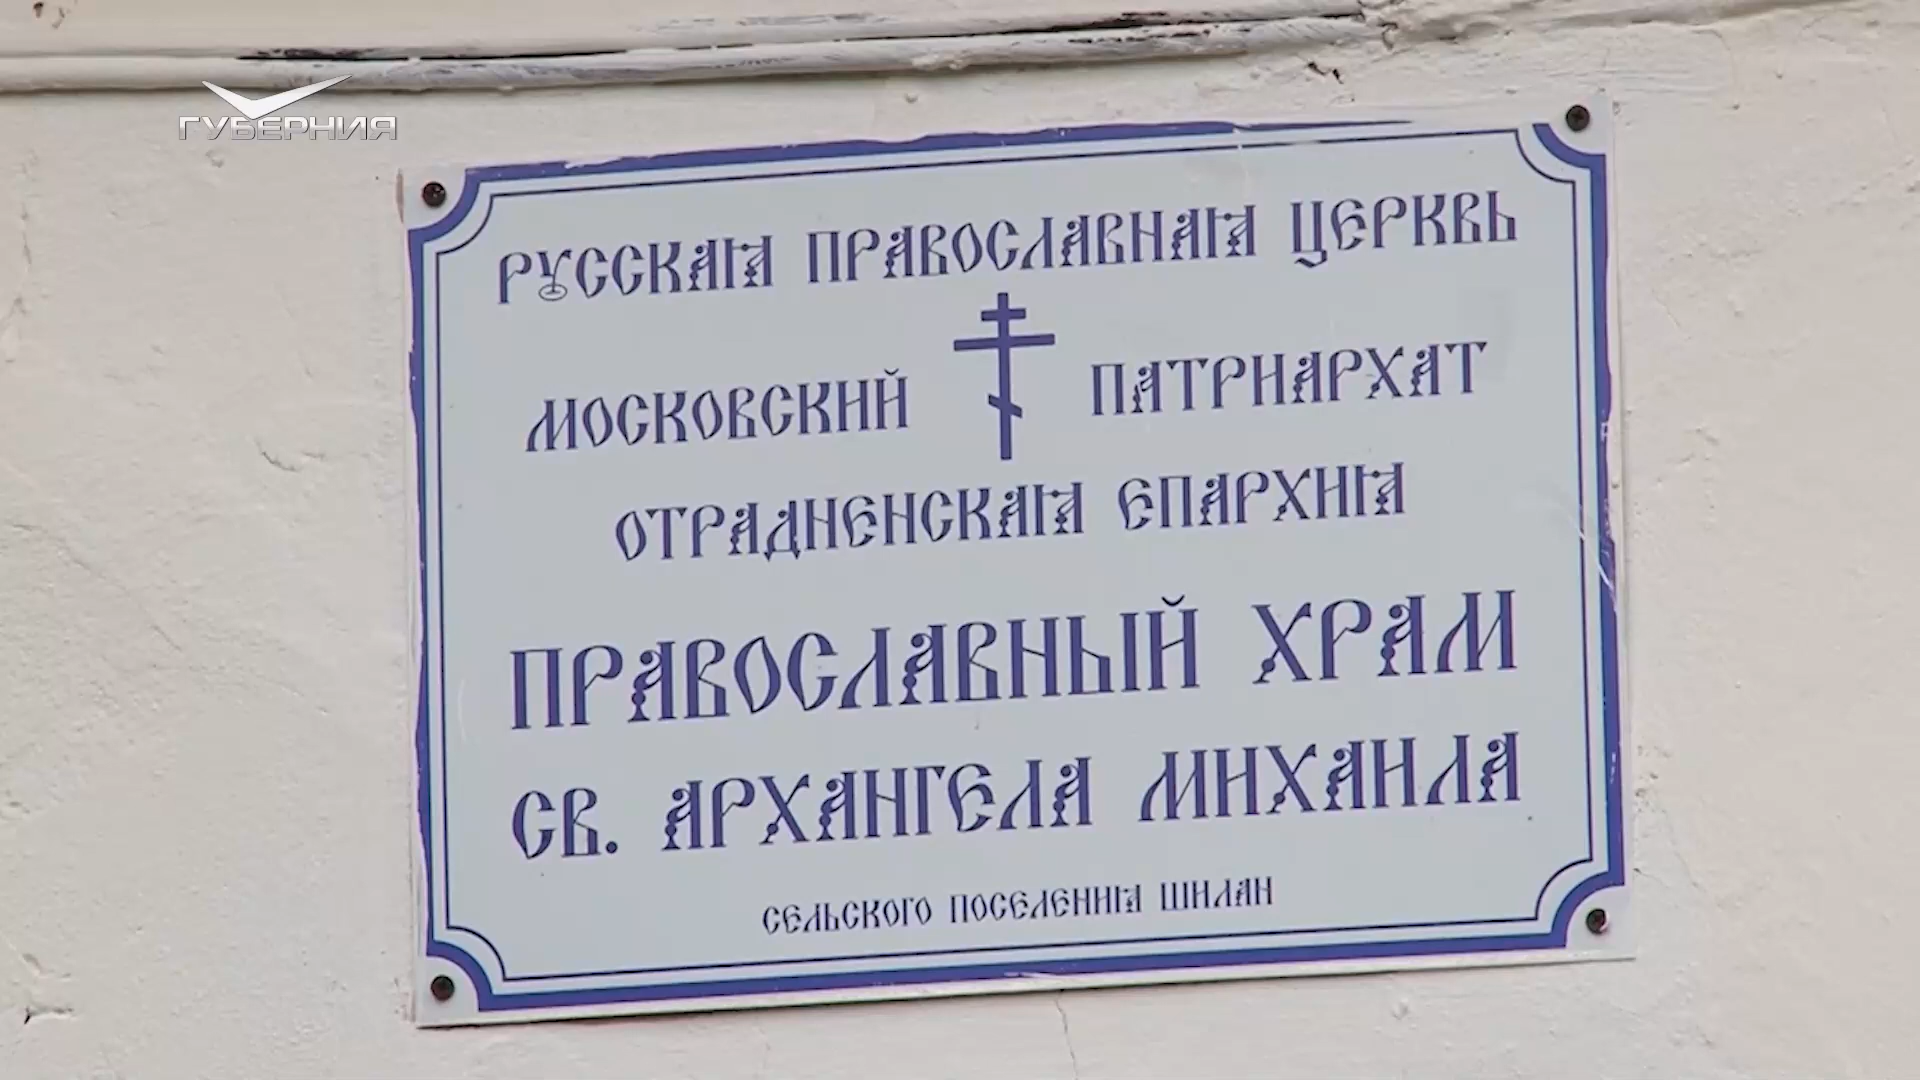 ГУБЕРНИЯ
РУССКАЯ ПРАВОСЛАВНАЯ ЦЕРКВЬ
МОСКОВСКИЙ ПАТРИАРХАТ
ОТРАДНЕНСКАЯ ЕПАРХИЯ
ПРАВОСЛАВНЫЙ ХРАМ
СВ. АРХАНГЕЛА МИХАИЛА
СЕЛЬСКОГО ПОСЕЛЕНИЯ ШИЛАН